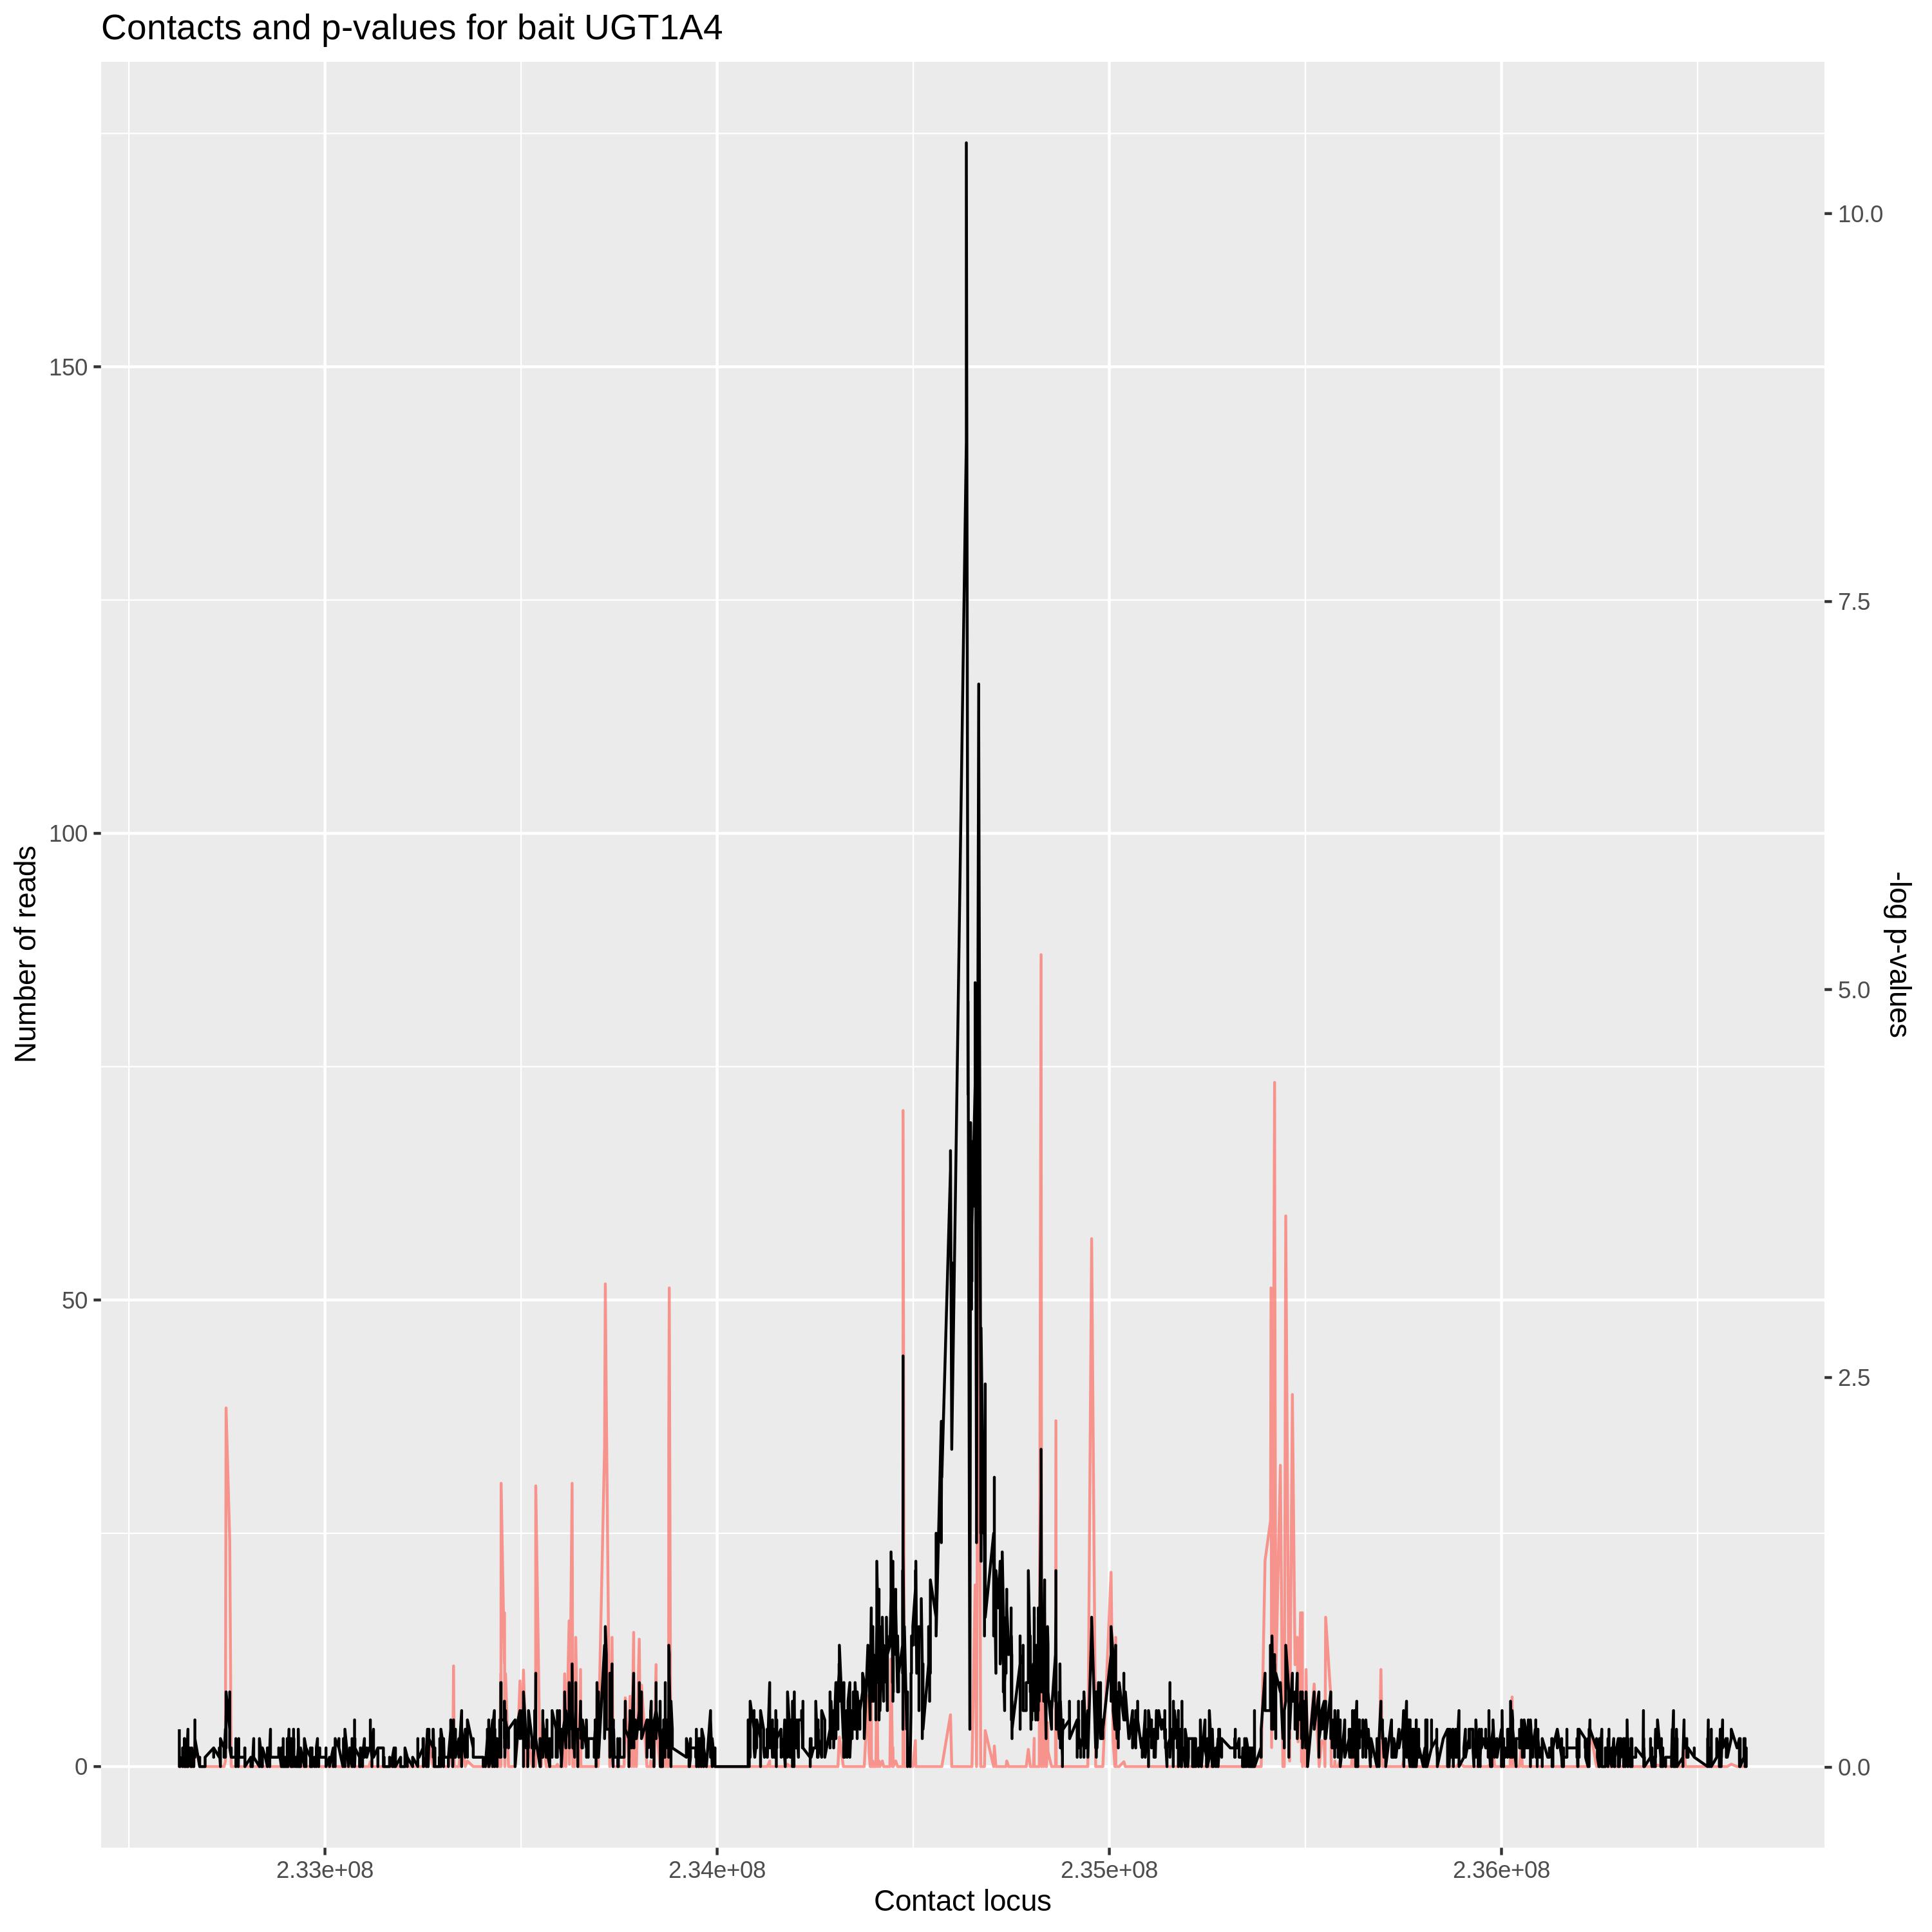 Contacts and p-values for bait UGT1A4
150
100
50
0
Number of reads
10.0
7.5
5.0
2.5
0.0
-log p-values
2.33e+08
2.34e+08
2.35e+08
2.36e+08
Contact locus